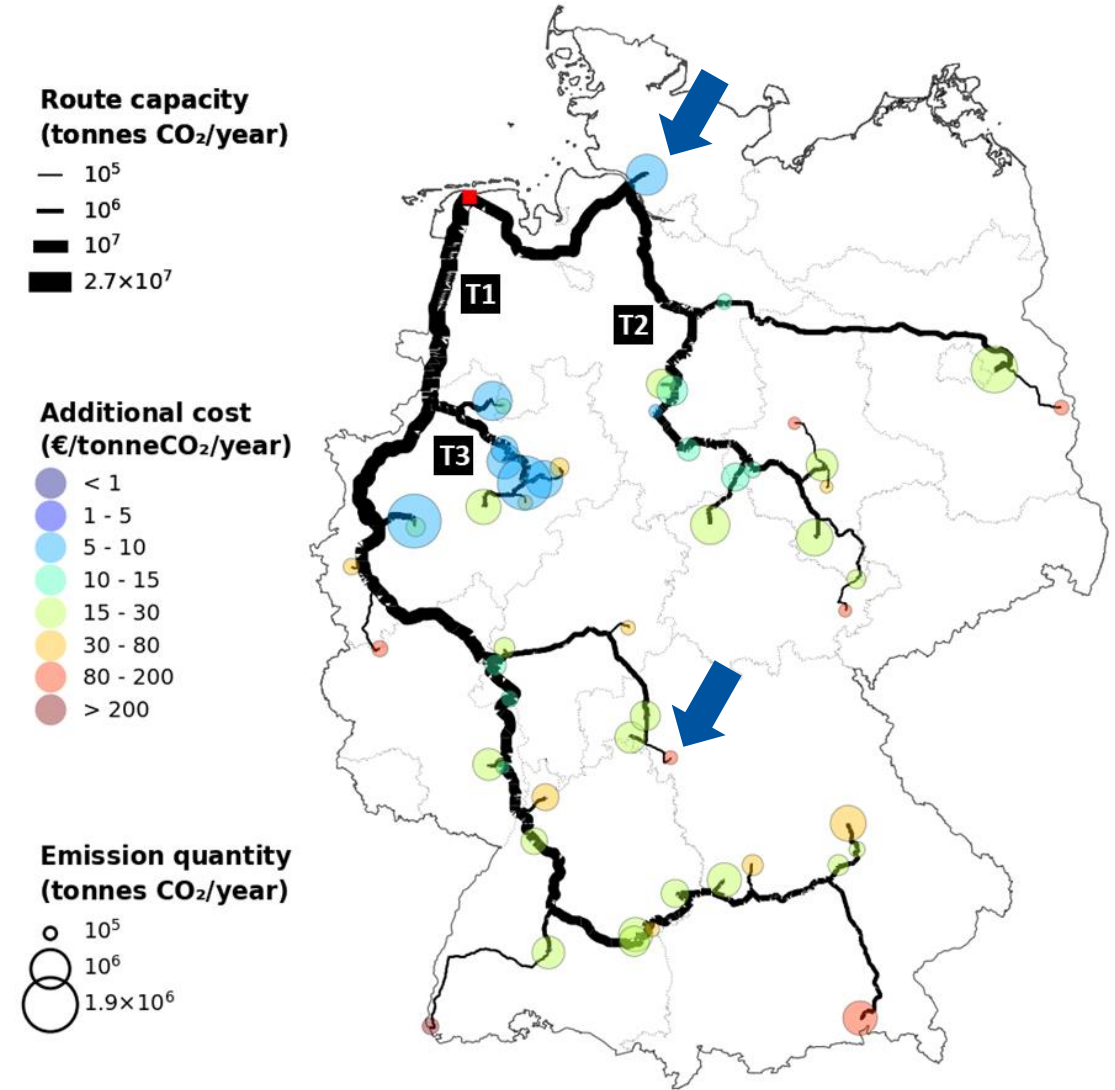 Route capacity
(tonnes CO₂/year)
10⁵
10⁶
10⁷
2.7×10⁷
T1
T2
T3
Additional cost
(€/tonneCO₂/year)
< 1
1 - 5
5 - 10
10 - 15
15 - 30
30 - 80
80 - 200
> 200
Emission quantity
(tonnes CO₂/year)
10⁵
10⁶
1.9×10⁶